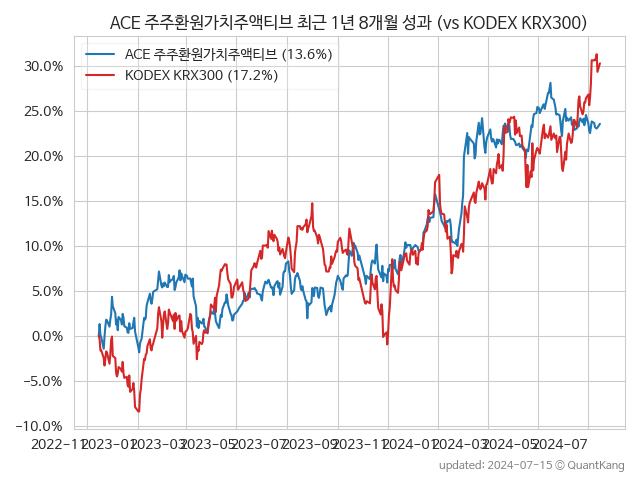 ACE 주주환원가치주액티브 최근 1년 8개월 성과 (vs KODEX KRX300)
ACE 주주환원가치주액티브 (13.6%)
KODEX KRX300 (17.2%)
30.0%
25.0%
20.0%
15.0%
10.0%
5.0%
0.0%
−5.0%
−10.0%
2022-11 2023-01 2023-03 2023-05 2023-07 2023-09 2023-11 2024-01 2024-03 2024-05 2024-07
updated: 2024-07-15 © QuantKang